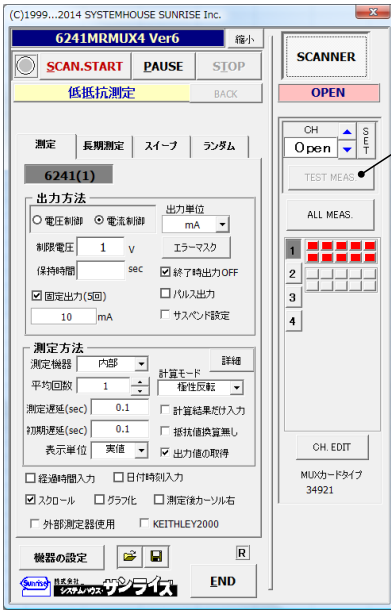 (C)1999...2014 SYSTEMHOUSE SUNRISE Inc.
6241MRMUX4 Ver6 縮小
SCAN.START PAUSE STOP
低抵抗測定 BACK
測定 長期測定 スイープ ランダム
6241(1)
出力方法
電圧制御 電流制御
出力単位
mA
制限電圧 1 V エラーマスク
保持時間 sec 終了時出力OFF
固定出力(5回) パルス出力
10 mA サスペンド設定
測定方法
測定機器 内部 詳細
計算モード
平均回数 1 極性反転
測定遅延(sec) 0.1 計算結果だけ入力
初期遅延(sec) 0.1 抵抗値換算無し
表示単位 実値 出力値の取得
経過時間入力 日付時刻入力
スクロール グラフ化 測定後カーソル右
外部測定器使用 KEITHLEY2000
機器の設定 R
Sunrise 株式会社 システムハウス サンライズ END
SCANNER
OPEN
CH
Open
SET
TEST MEAS.
ALL MEAS.
1
2
3
4
CH. EDIT
MUXカードタイプ
34921